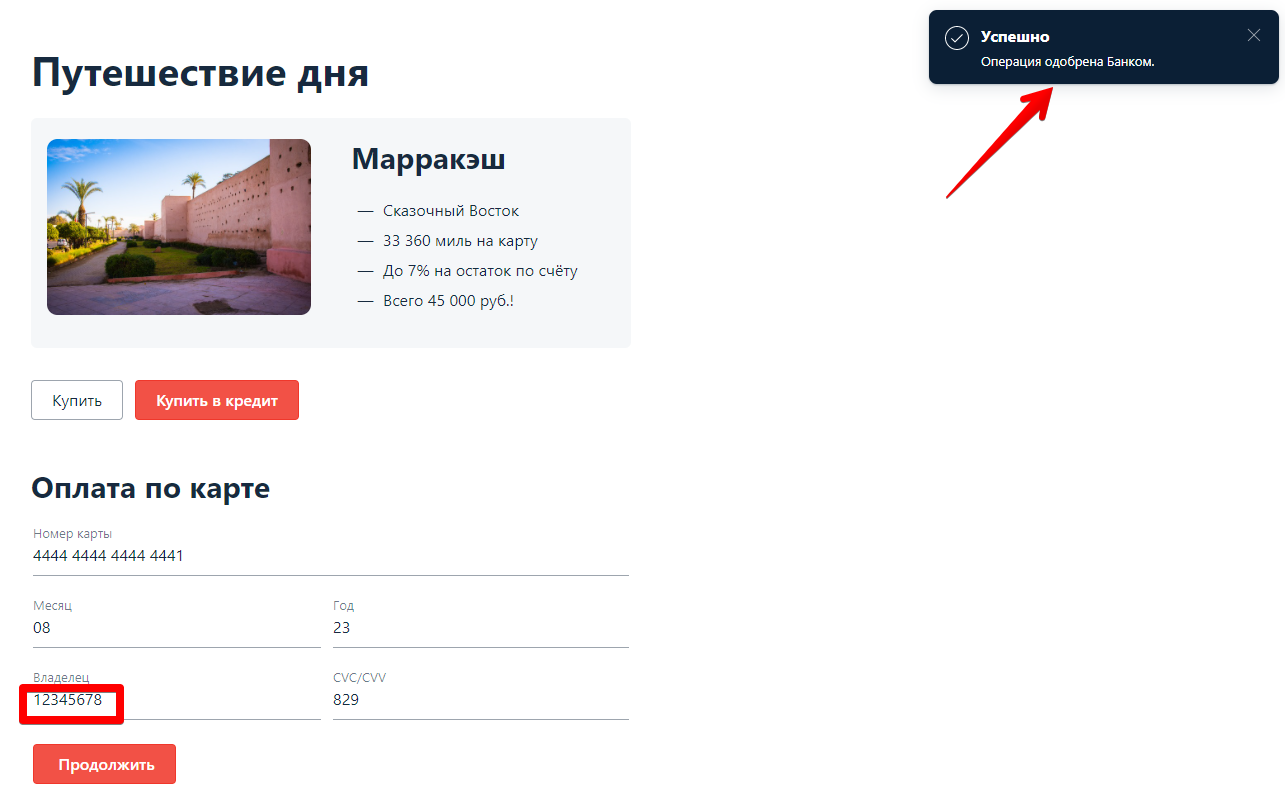 Путешествие дня
Марракэш
— Сказочный Восток
— 33 360 миль на карту
— До 7% на остаток по счёту
— Всего 45 000 руб.!
Купить
Купить в кредит
Оплата по карте
Номер карты
4444 4444 4444 4441
Месяц
Год
08
23
Владелец
CVC/CVV
12345678
829
Продолжить
Успешно
Операция одобрена Банком.